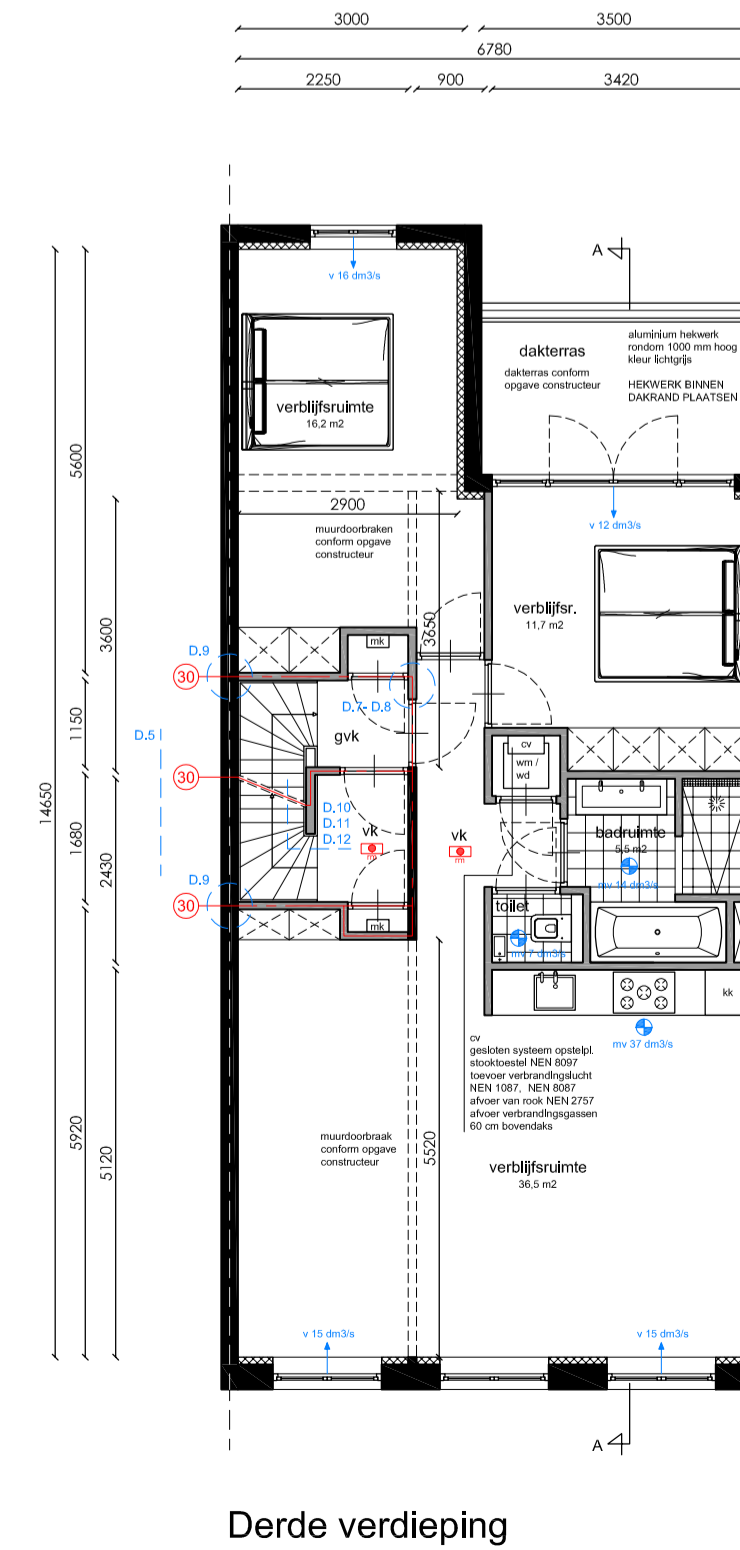 3000
3500
6780
2250
900
3420
A
v 16 dm3/s
dakterras
dakterras conform
opgave constructeur
aluminium hekwerk
rondom 1000 mm hoog
kleur lichtgrijs
HEKWERK BINNEN
DAKRAND PLAATSEN
verblijfsruimte
16,2 m2
5600
2900
muurdoorbraken
conform opgave
constructeur
v 12 dm3/s
verblijfsr.
11,7 m2
3600
3650
mk
D.9
30
D.7- D.8
gvk
1150
D.5
14650
30
cv
wm /
wd
D.10
D.11
D.12
vk
rm
vk
rm
badruimte
5,5 m2
mv 14 dm3/s
1680
2430
D.9
30
mk
toilet
mv 7 dm3/s
kk
mv 37 dm3/s
cv
gesloten systeem opstelpl.
stooktoestel NEN 8097
toevoer verbrandingslucht
NEN 1087, NEN 8087
afvoer van rook NEN 2757
afvoer verbrandingsgassen
60 cm bovendaks
5920
5120
5520
muurdoorbraak
conform opgave
constructeur
verblijfsruimte
36,5 m2
v 15 dm3/s
v 15 dm3/s
A
Derde verdieping